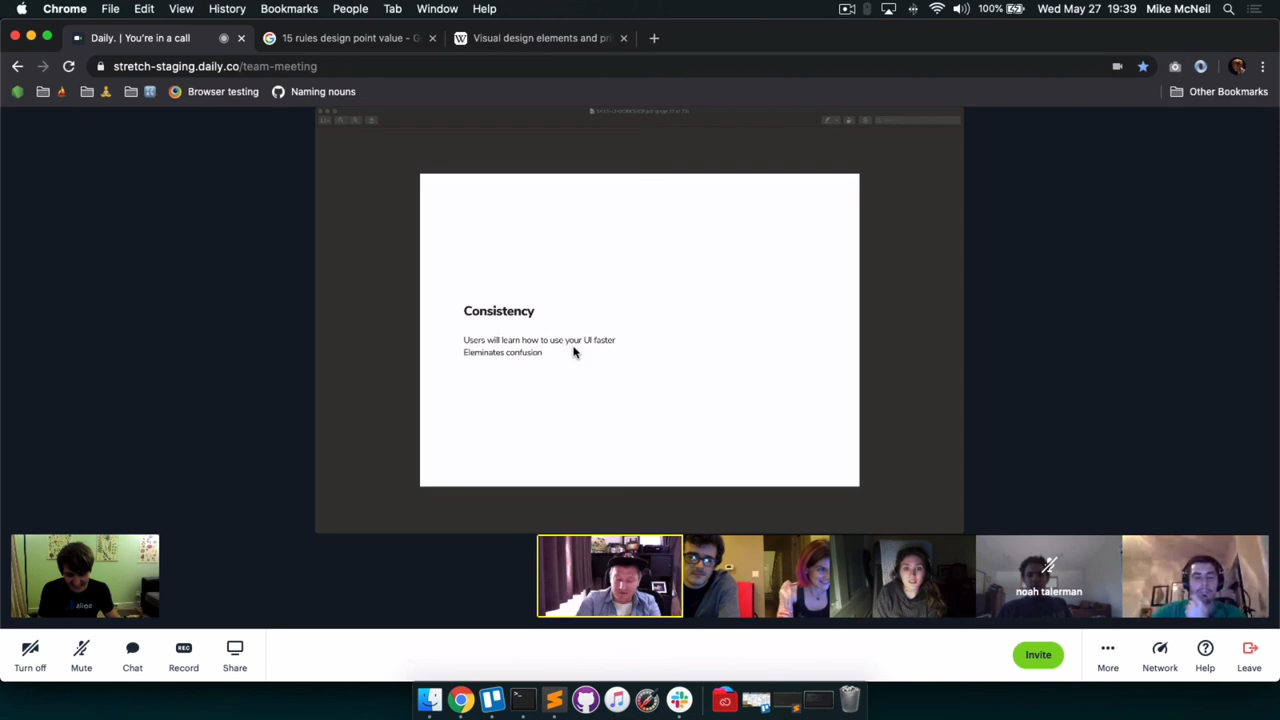 Chrome File Edit View History Bookmarks People Tab Window Help 100% Wed May 27 19:39 Mike McNeil
Daily. | You're in a call 15 rules design point value - G Visual design elements and pri
stretch-staging.daily.co/team-meeting
Browser testing Naming nouns Other Bookmarks
Consistency
Users will learn how to use your UI faster
Eleminates confusion
noah talerman
REC
Turn off Mute Chat Record Share Invite More Network Help Leave